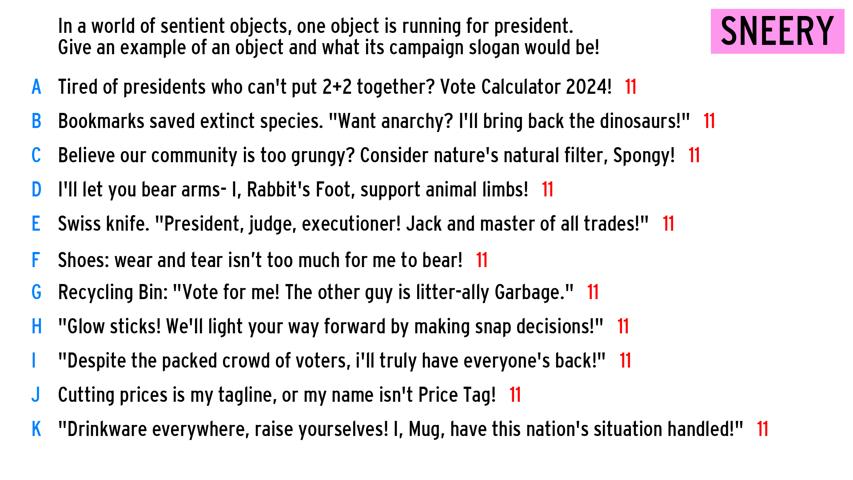 In a world of sentient objects, one object is running for president.
Give an example of an object and what its campaign slogan would be!
SNEERY
A Tired of presidents who can't put 2+2 together? Vote Calculator 2024! 11
B Bookmarks saved extinct species. "Want anarchy? I'll bring back the dinosaurs!" 11
C Believe our community is too grungy? Consider nature's natural filter, Spongy! 11
D I'll let you bear arms- I, Rabbit's Foot, support animal limbs! 11
E Swiss knife. "President, judge, executioner! Jack and master of all trades!" 11
F Shoes: wear and tear isn’t too much for me to bear! 11
G Recycling Bin: "Vote for me! The other guy is litter-ally Garbage." 11
H "Glow sticks! We'll light your way forward by making snap decisions!" 11
I "Despite the packed crowd of voters, i'll truly have everyone's back!" 11
J Cutting prices is my tagline, or my name isn't Price Tag! 11
K "Drinkware everywhere, raise yourselves! I, Mug, have this nation's situation handled!" 11